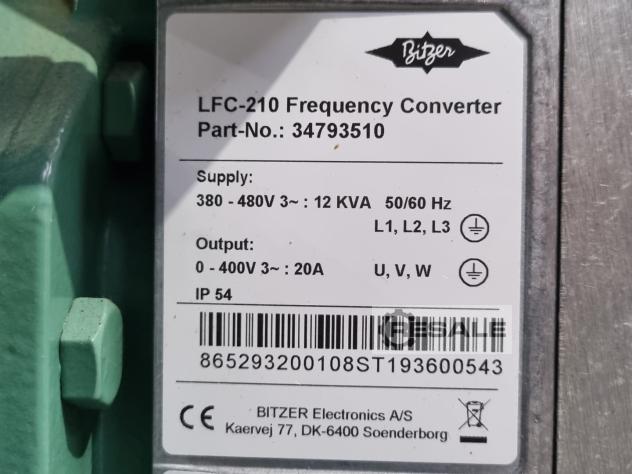 Bitzer
LFC-210 Frequency Converter
Part-No.: 34793510
Supply:
380 - 480V 3~ : 12 KVA 50/60 Hz
L1, L2, L3
Output:
0 - 400V 3~ : 20A U, V, W
IP 54
RESALE
865293200108ST193600543
CE BITZER Electronics A/S
Kaervej 77, DK-6400 Soenderborg